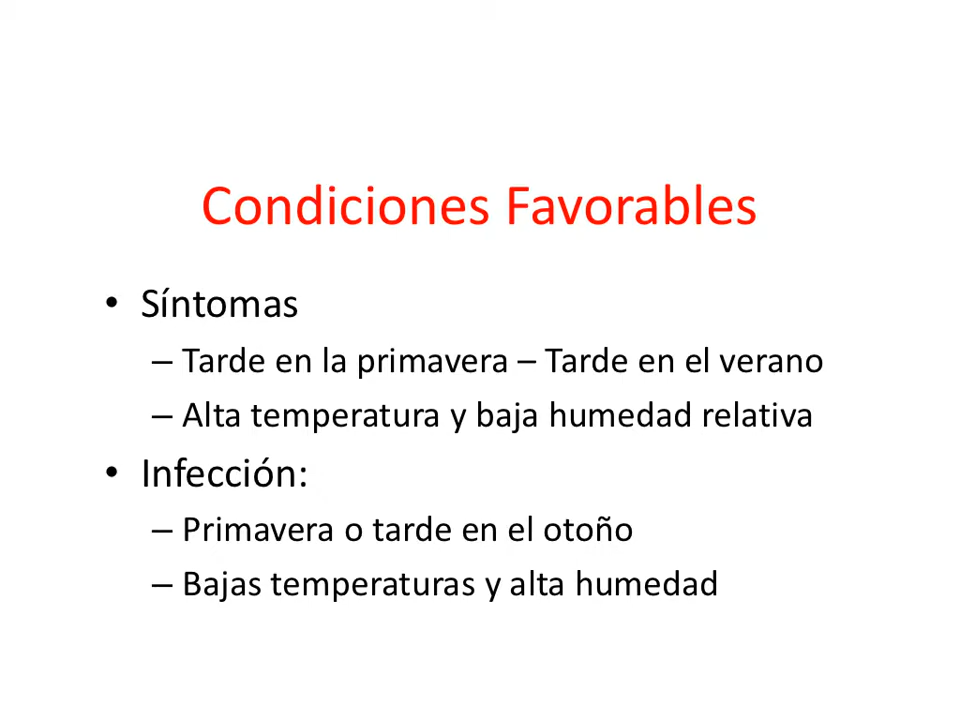 Condiciones Favorables
• Síntomas
– Tarde en la primavera – Tarde en el verano
– Alta temperatura y baja humedad relativa
• Infección:
– Primavera o tarde en el otoño
– Bajas temperaturas y alta humedad